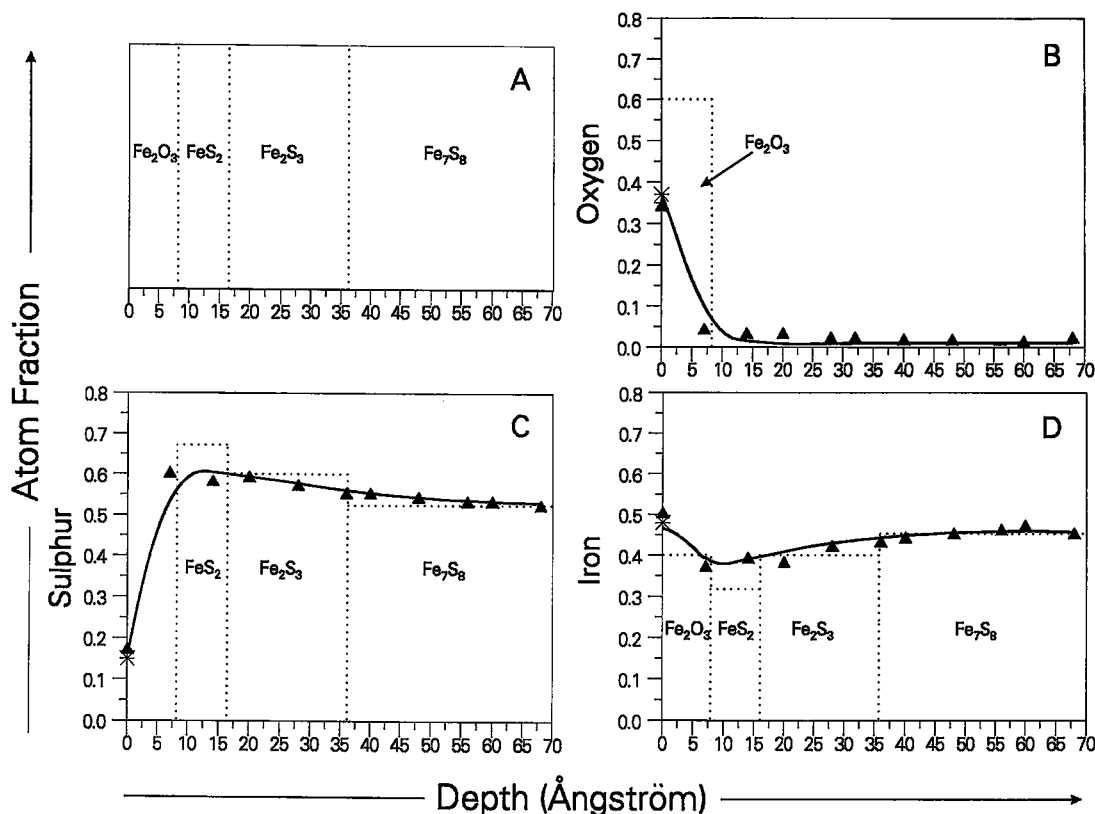 Atom Fraction
A
Fe₂O₃ FeS₂ Fe₂S₃ Fe₇S₈
0 5 10 15 20 25 30 35 40 45 50 55 60 65 70
B
Oxygen
0.8
0.7
0.6
0.5
0.4
0.3
0.2
0.1
0.0
Fe₂O₃
0 5 10 15 20 25 30 35 40 45 50 55 60 65 70
C
Sulphur
0.8
0.7
0.6
0.5
0.4
0.3
0.2
0.1
0.0
FeS₂ Fe₂S₃ Fe₇S₈
0 5 10 15 20 25 30 35 40 45 50 55 60 65 70
D
Iron
0.8
0.7
0.6
0.5
0.4
0.3
0.2
0.1
0.0
Fe₂O₃ FeS₂ Fe₂S₃ Fe₇S₈
0 5 10 15 20 25 30 35 40 45 50 55 60 65 70
Depth (Ångström)